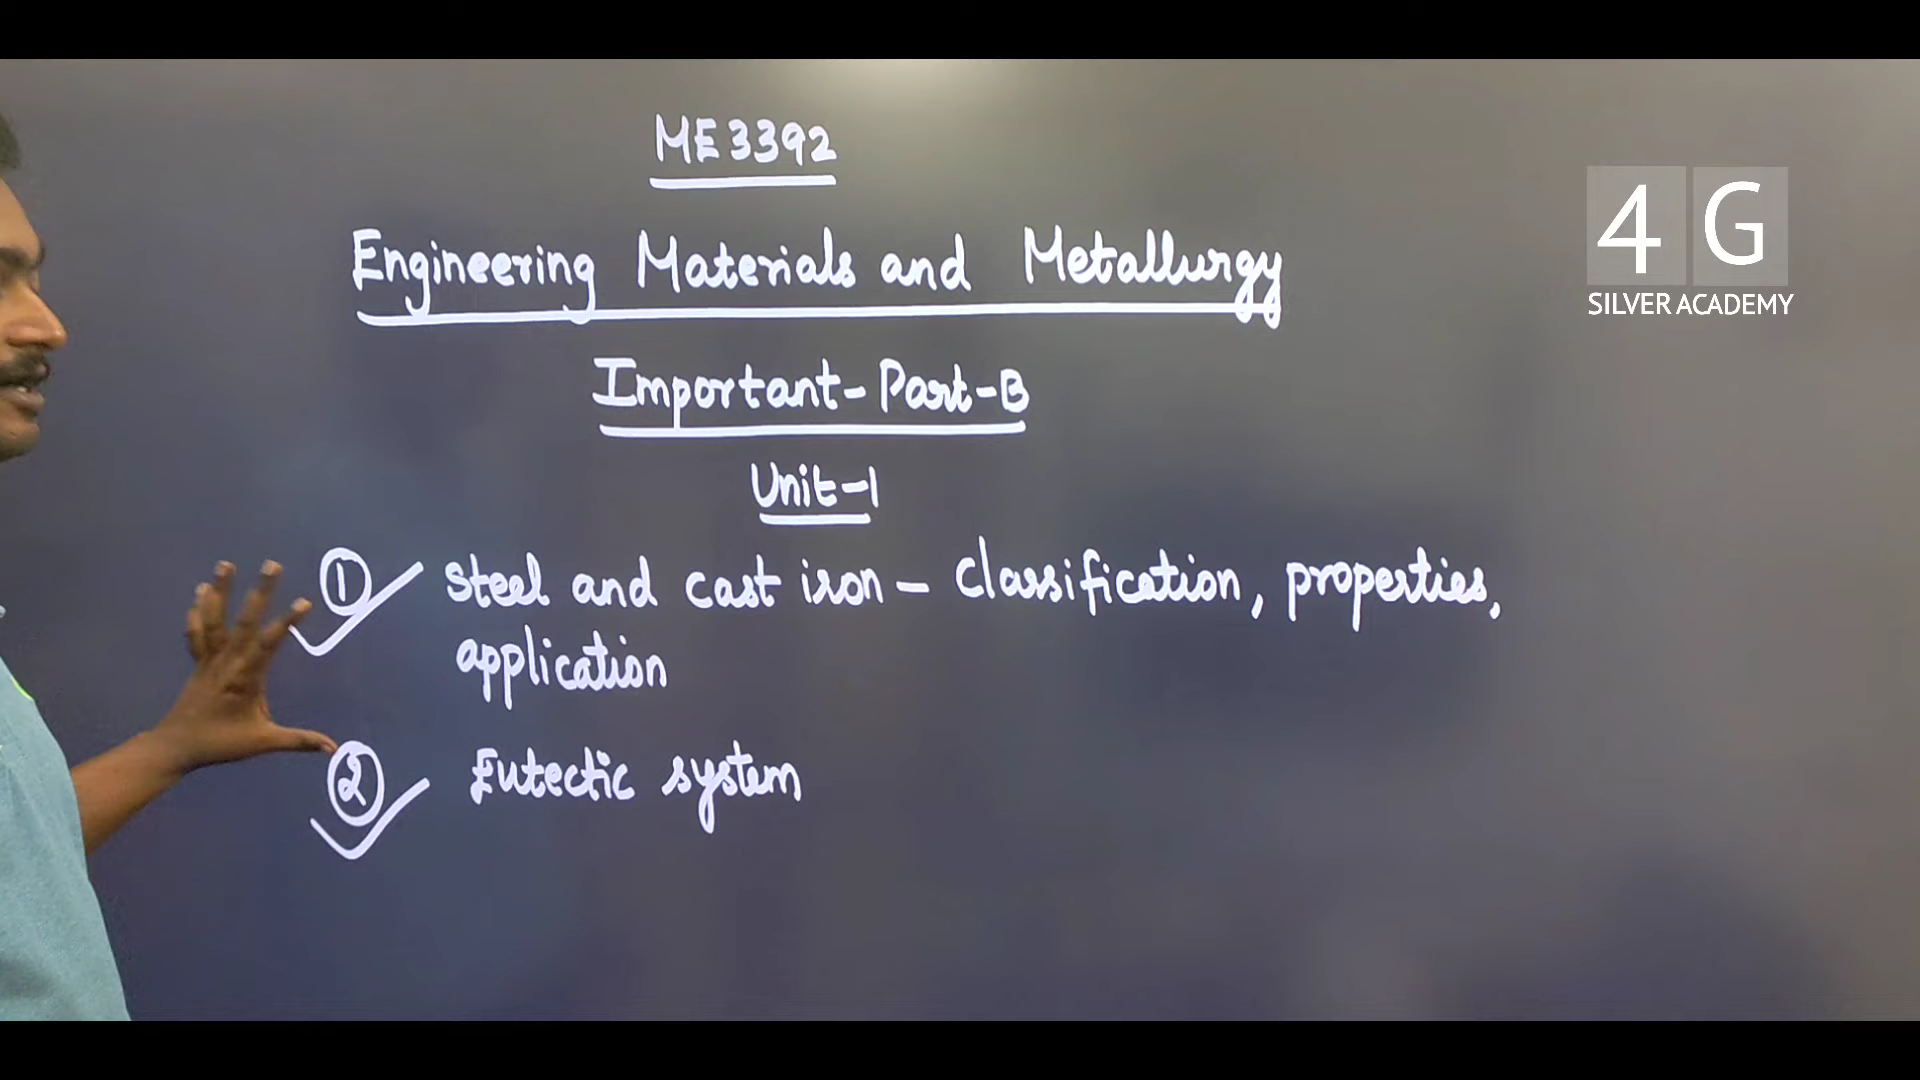 ME3392
Engineering Materials and Metallurgy
Important-Part-B
Unit-1
① Steel and cast iron - Classification, properties,
application
② Eutectic system
4G
SILVER ACADEMY